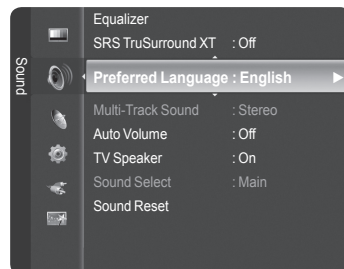 Sound
Equalizer
SRS TruSurround XT : Off
Preferred Language : English
Multi-Track Sound : Stereo
Auto Volume : Off
TV Speaker : On
Sound Select : Main
Sound Reset